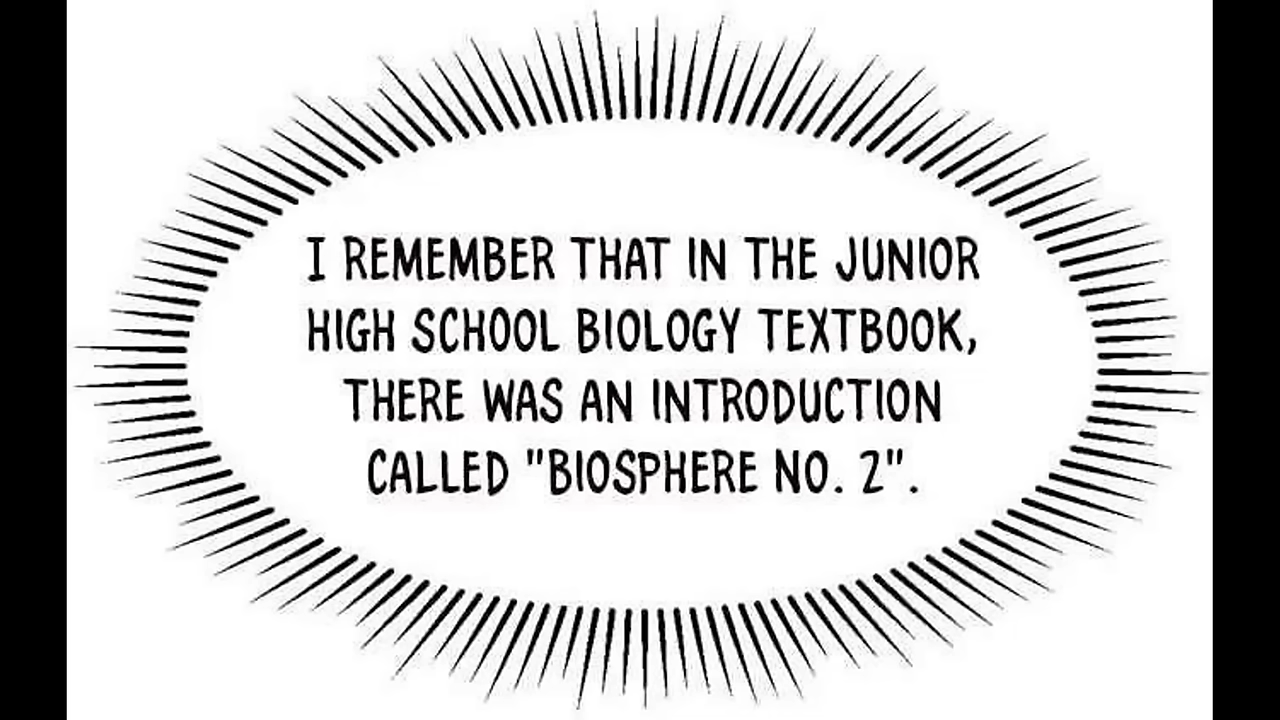 I REMEMBER THAT IN THE JUNIOR
HIGH SCHOOL BIOLOGY TEXTBOOK,
THERE WAS AN INTRODUCTION
CALLED "BIOSPHERE NO. 2".